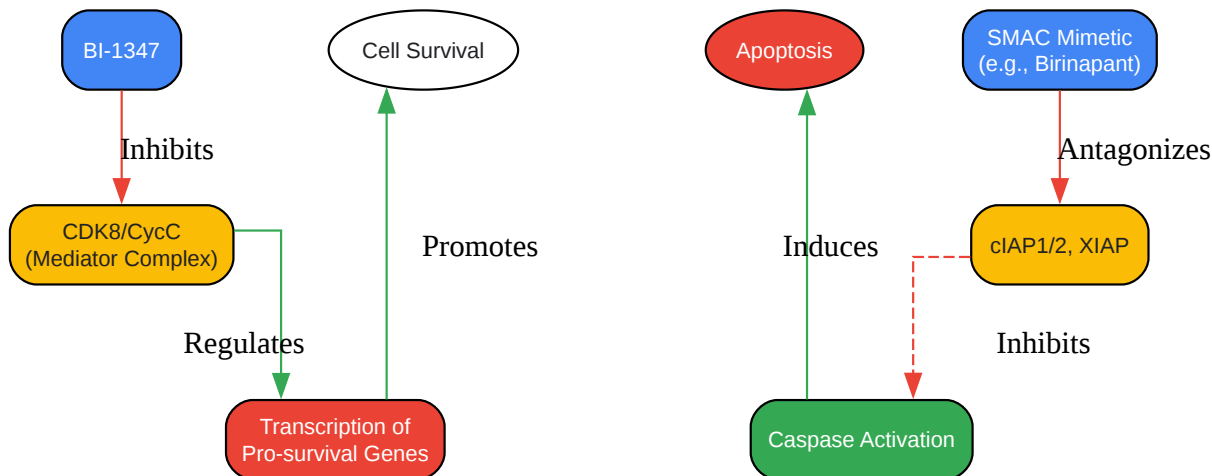 BI-1347
Cell Survival
Apoptosis
SMAC Mimetic
(e.g., Birinapant)
Inhibits
Antagonizes
CDK8/CycC
(Mediator Complex)
Promotes
Induces
cIAP1/2, XIAP
Regulates
Inhibits
Transcription of
Pro-survival Genes
Caspase Activation